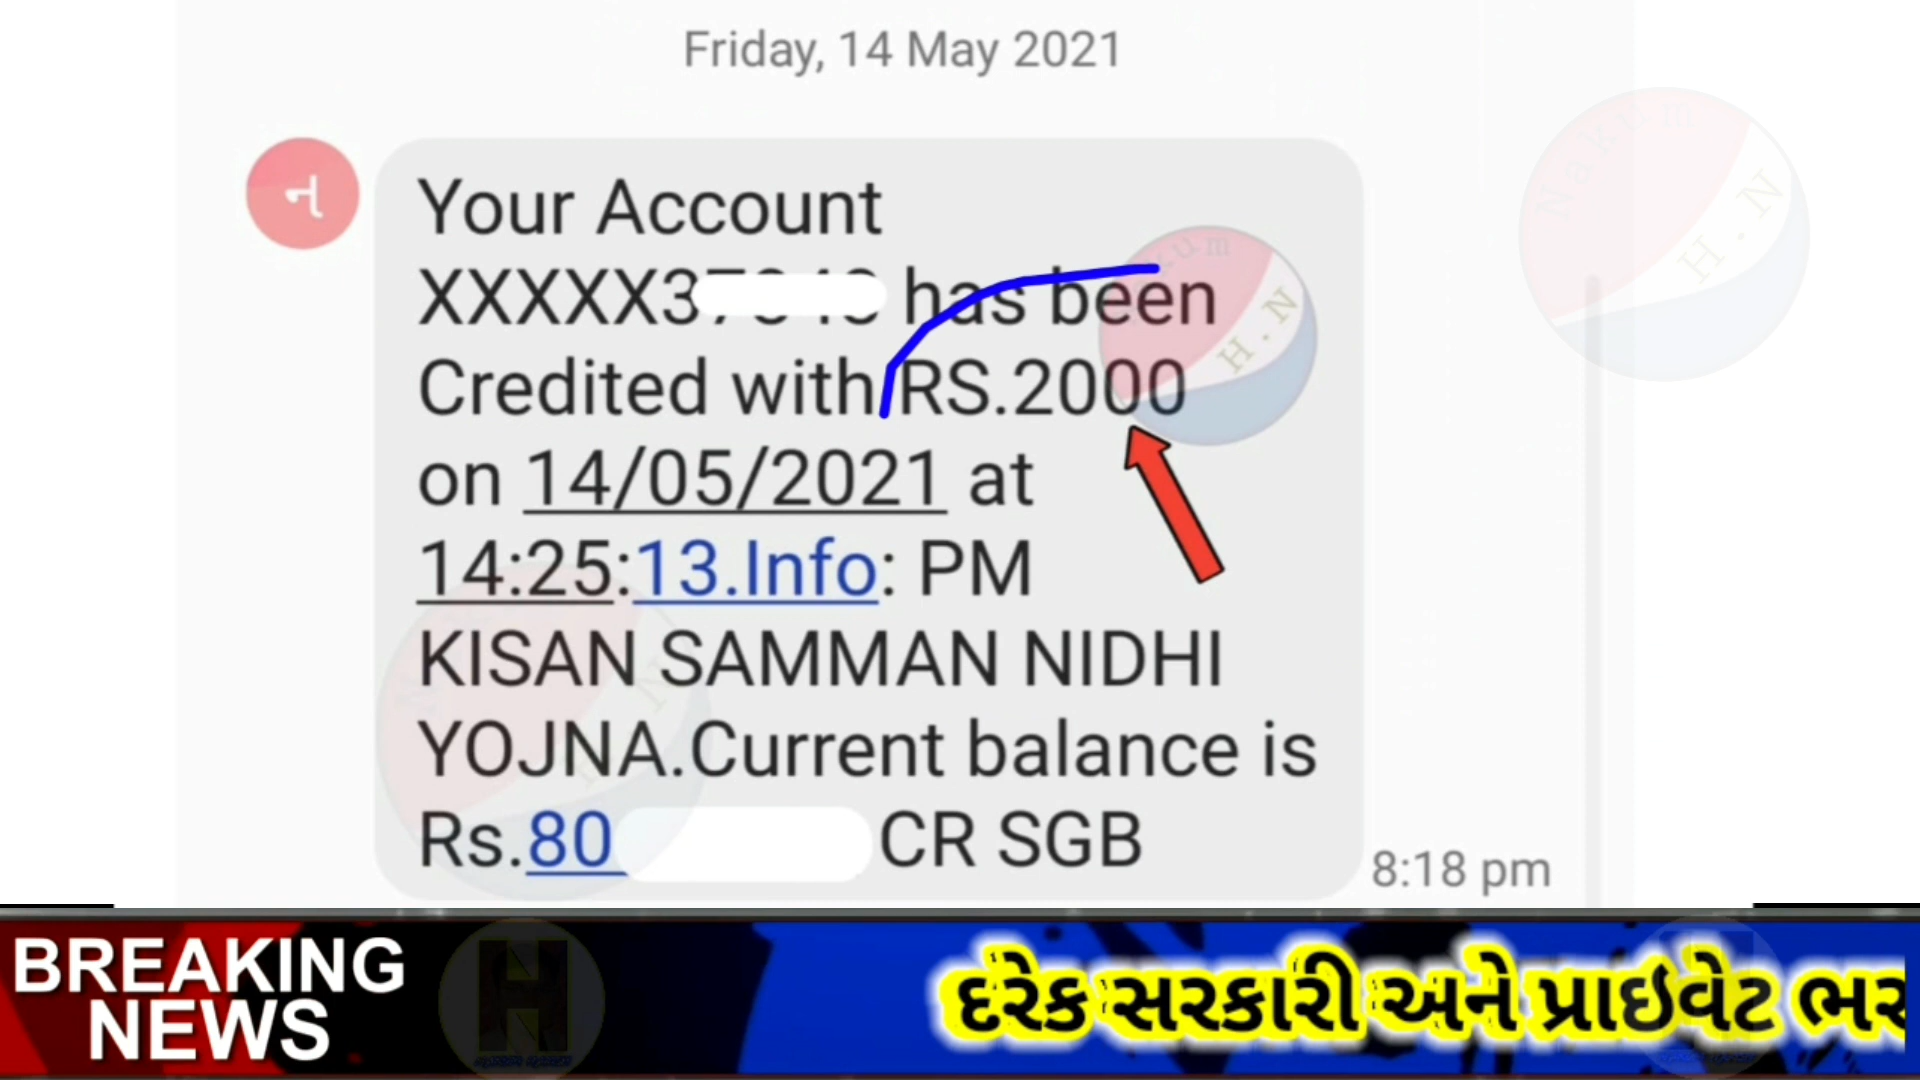 Friday, 14 May 2021
ન
Your Account
XXXXX3 has been
Credited with RS.2000
on 14/05/2021 at
14:25:13.Info: PM
KISAN SAMMAN NIDHI
YOJNA.Current balance is
Rs.80 CR SGB
8:18 pm
Nakum
H.N
H.N
BREAKING
NEWS
દરેક સરકારી અને પ્રાઇવેટ